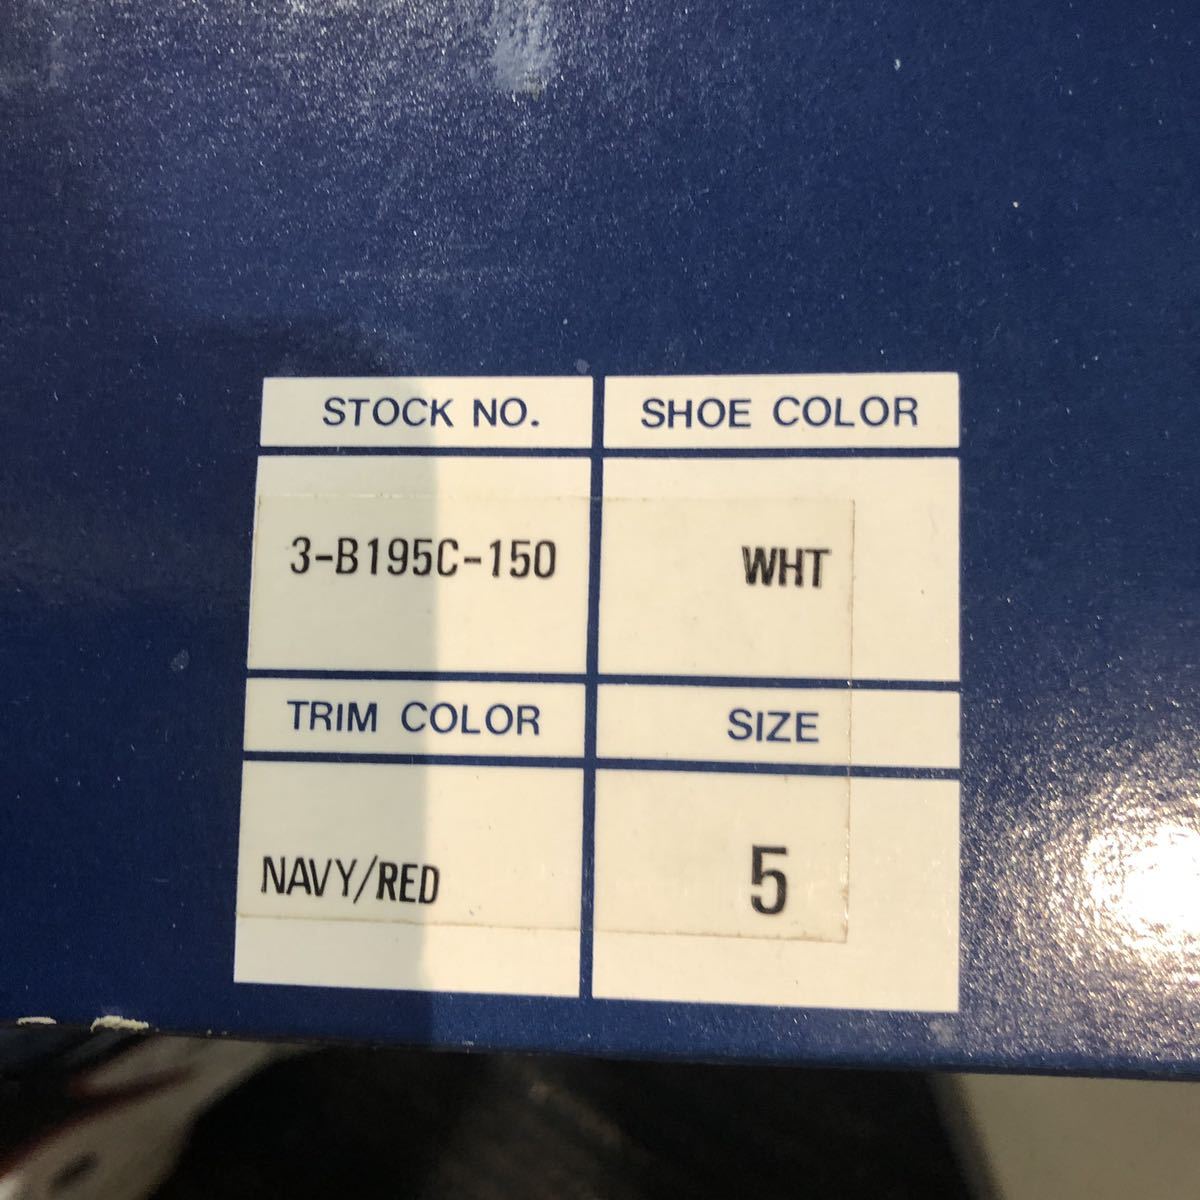 STOCK NO.
SHOE COLOR
3-B195C-150
WHT
TRIM COLOR
SIZE
NAVY/RED
5